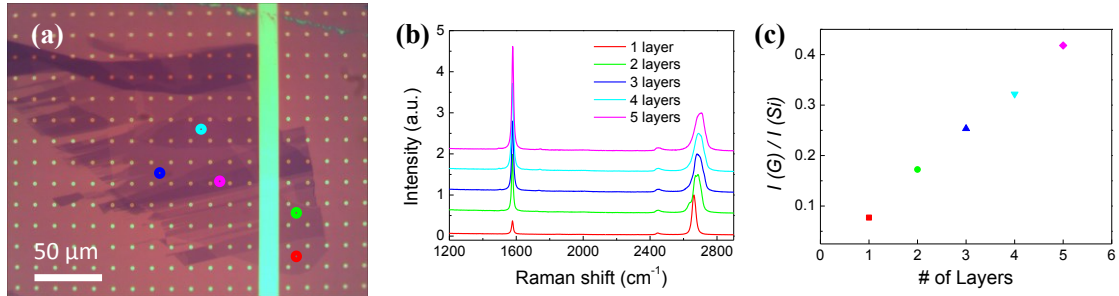 (a)
50 µm
(b)
5
4
3
2
1
0
1 layer
2 layers
3 layers
4 layers
5 layers
Intensity (a.u.)
1200 1600 2000 2400 2800
Raman shift (cm⁻¹)
(c)
0.4
0.3
0.2
0.1
I (G) / I (Si)
0 1 2 3 4 5 6
# of Layers